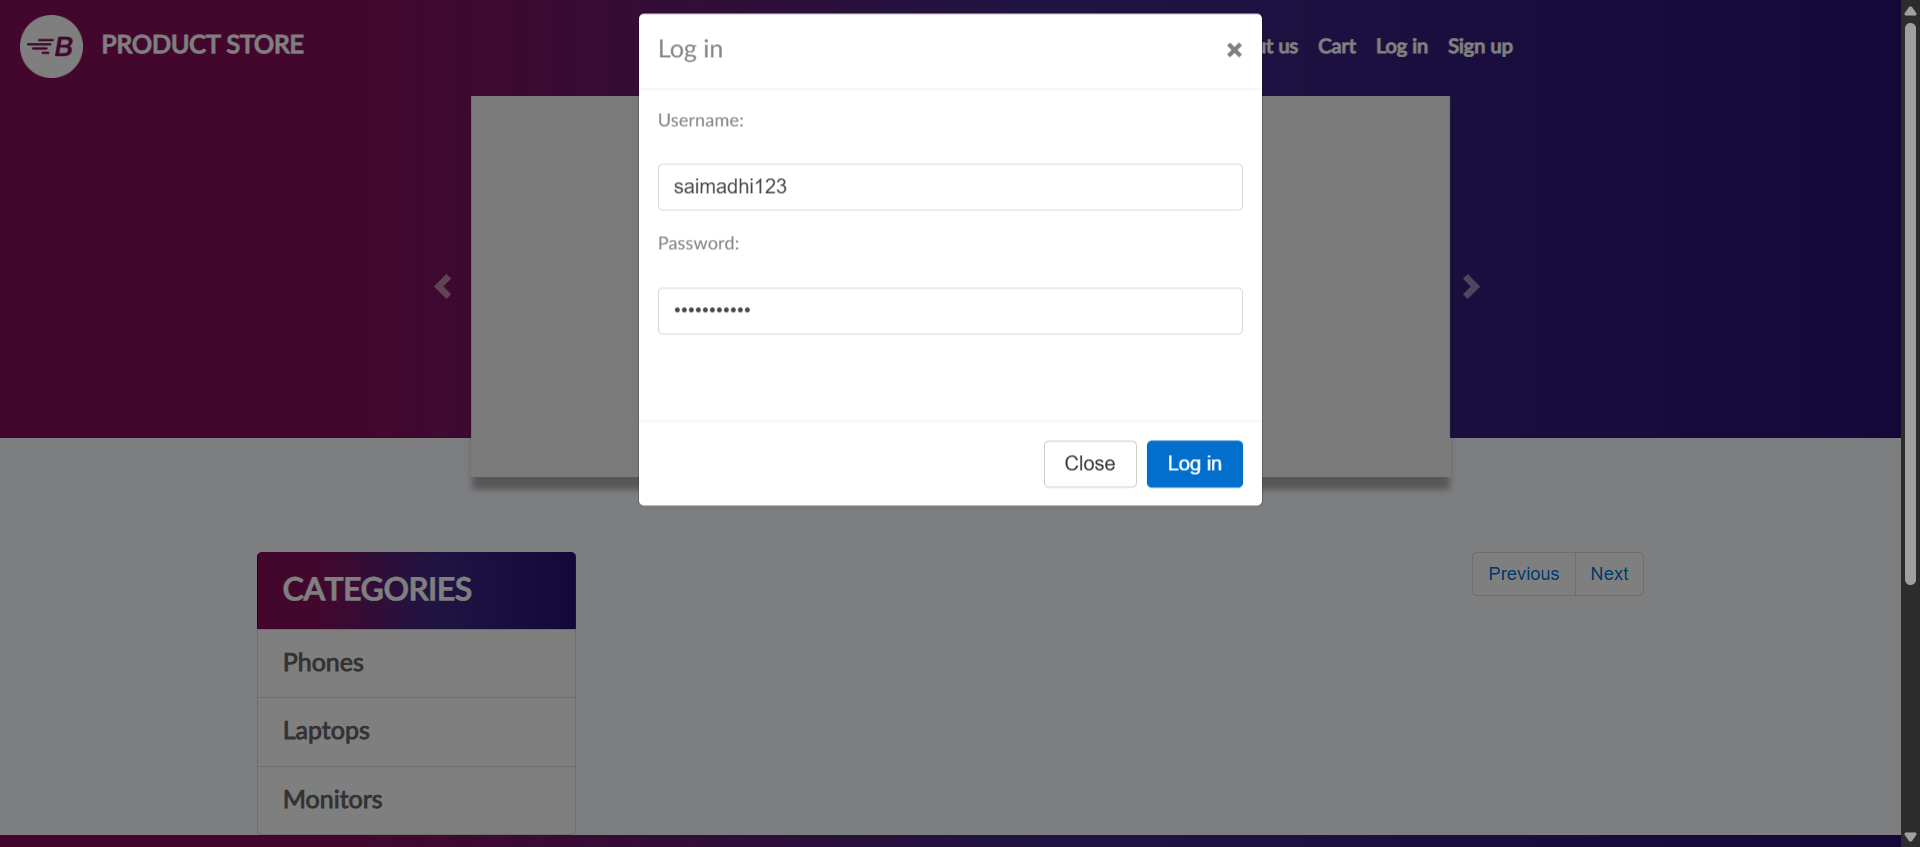 B PRODUCT STORE
ut us Cart Log in Sign up
Log in
Username:
saimadhi123
Password:
•••••••••••
Close Log in
CATEGORIES
Phones
Laptops
Monitors
Previous Next